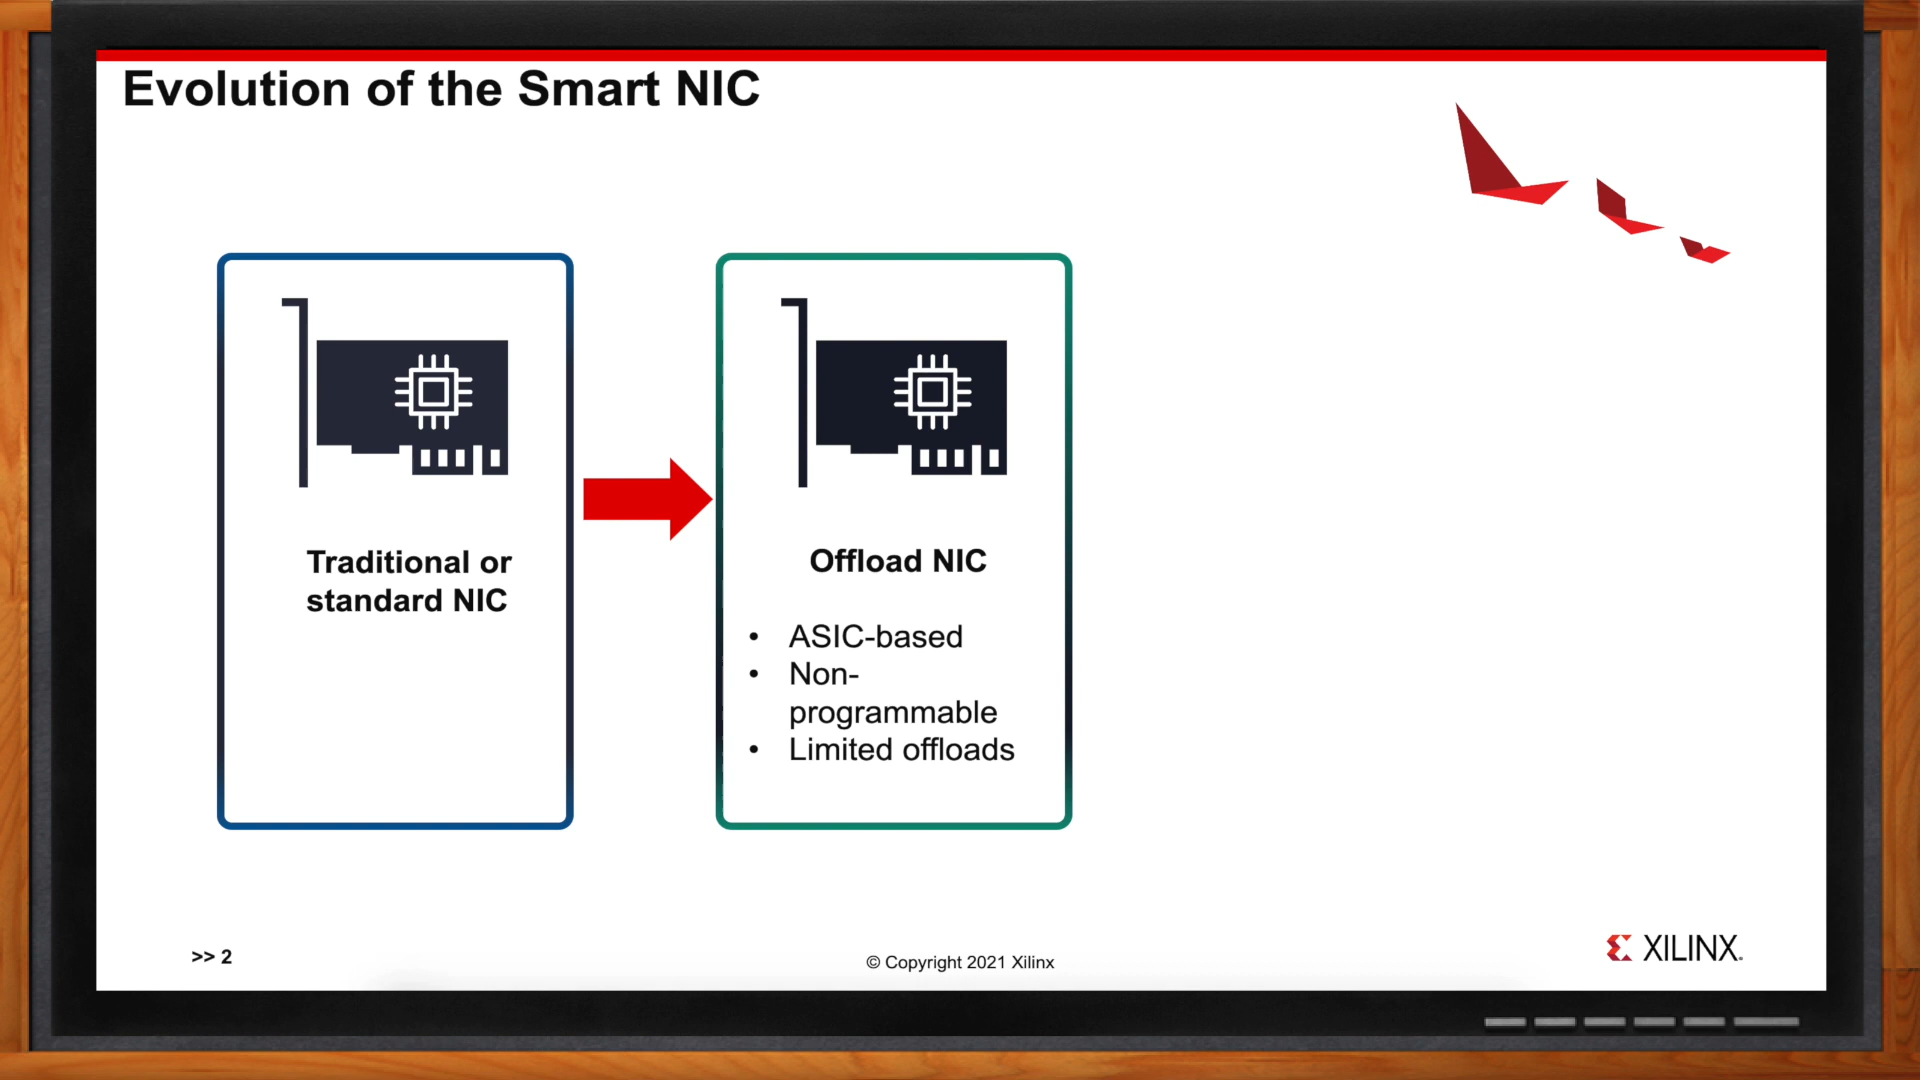 Evolution of the Smart NIC
Traditional or
standard NIC
Offload NIC
• ASIC-based
• Non-
programmable
• Limited offloads
>> 2
© Copyright 2021 Xilinx
XILINX.